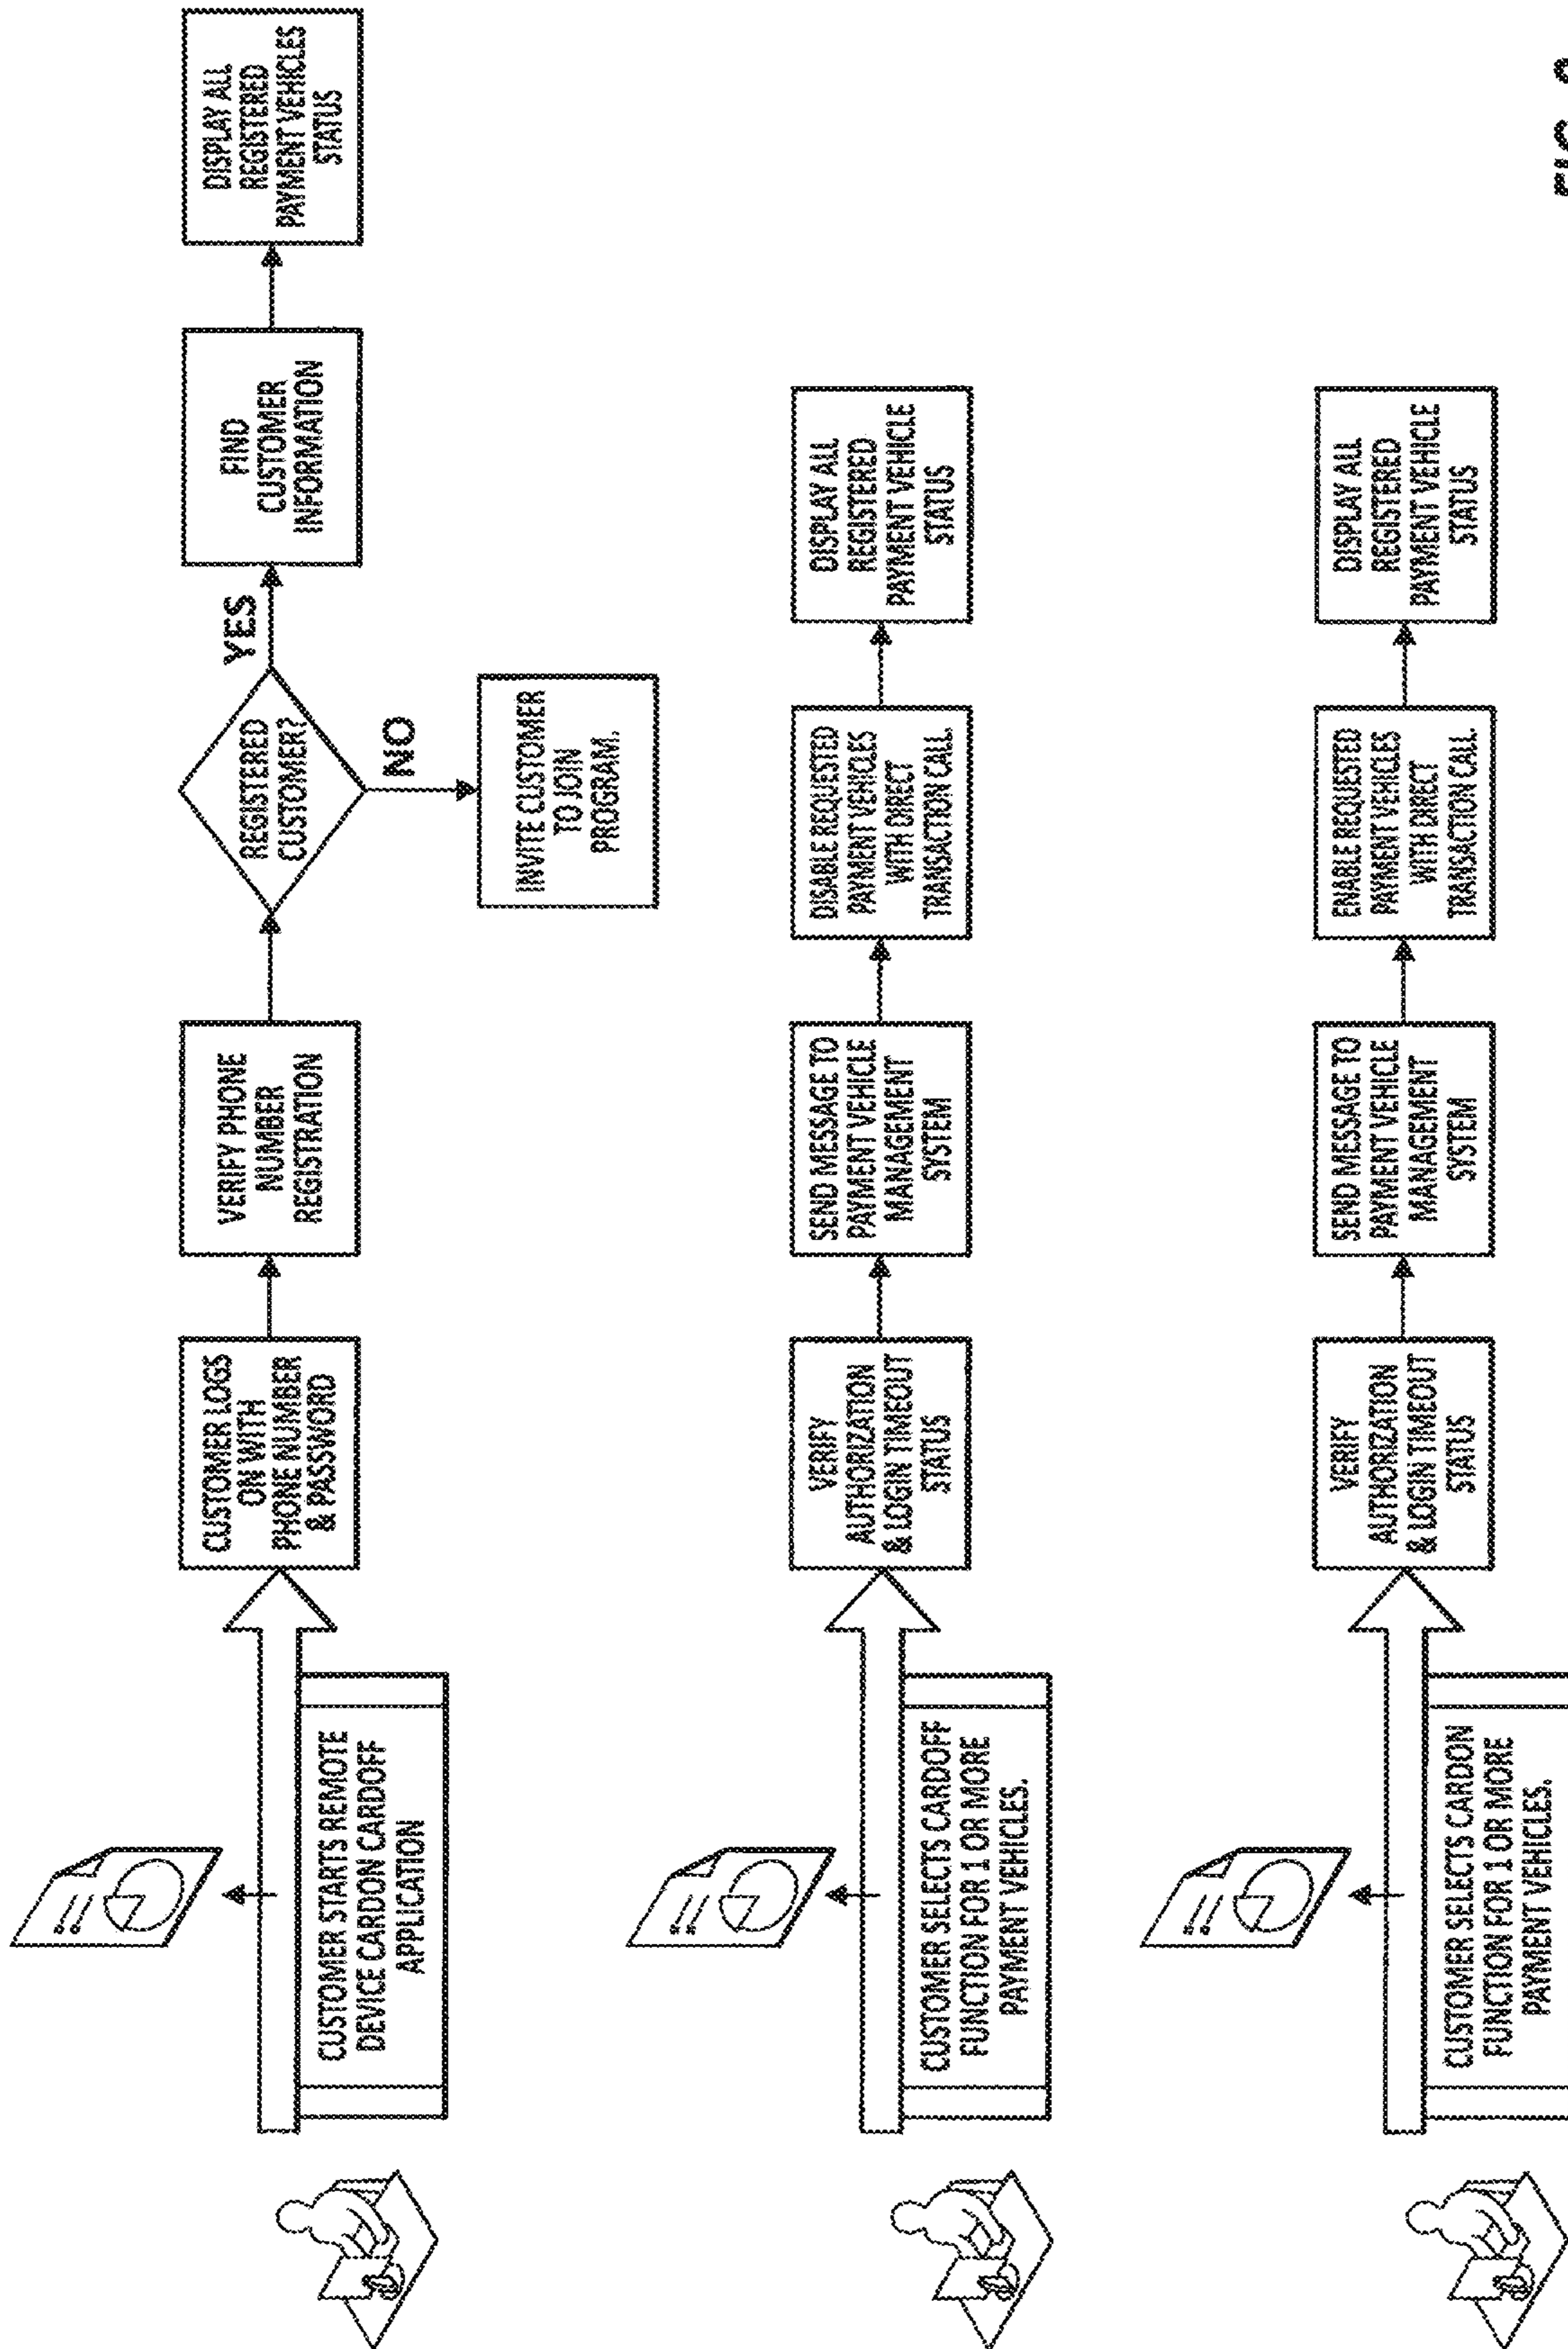 CUSTOMER STARTS REMOTE
DEVICE CARDON CARDOFF
APPLICATION
CUSTOMER LOGS
ON WITH
PHONE NUMBER
& PASSWORD
VERIFY PHONE
NUMBER
REGISTRATION
REGISTERED
CUSTOMER?
YES
NO
FIND
CUSTOMER
INFORMATION
DISPLAY ALL
REGISTERED
PAYMENT VEHICLES
STATUS
INVITE CUSTOMER
TO JOIN
PROGRAM.
CUSTOMER SELECTS CARDOFF
FUNCTION FOR 1 OR MORE
PAYMENT VEHICLES.
VERIFY
AUTHORIZATION
& LOGIN TIMEOUT
STATUS
SEND MESSAGE TO
PAYMENT VEHICLE
MANAGEMENT
SYSTEM
DISABLE REQUESTED
PAYMENT VEHICLES
WITH DIRECT
TRANSACTION CALL.
DISPLAY ALL
REGISTERED
PAYMENT VEHICLE
STATUS
CUSTOMER SELECTS CARDON
FUNCTION FOR 1 OR MORE
PAYMENT VEHICLES.
VERIFY
AUTHORIZATION
& LOGIN TIMEOUT
STATUS
SEND MESSAGE TO
PAYMENT VEHICLE
MANAGEMENT
SYSTEM
ENABLE REQUESTED
PAYMENT VEHICLES
WITH DIRECT
TRANSACTION CALL.
DISPLAY ALL
REGISTERED
PAYMENT VEHICLE
STATUS